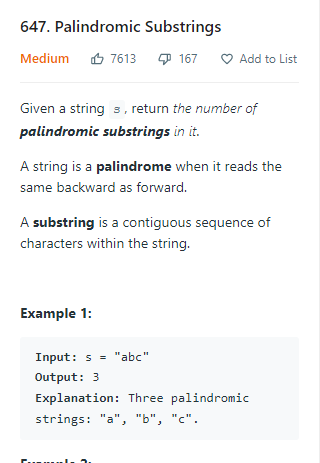 647. Palindromic Substrings
Medium 7613 167 Add to List
Given a string s, return the number of
palindromic substrings in it.
A string is a palindrome when it reads the
same backward as forward.
A substring is a contiguous sequence of
characters within the string.
Example 1:
Input: s = "abc"
Output: 3
Explanation: Three palindromic
strings: "a", "b", "c".
Example 2: